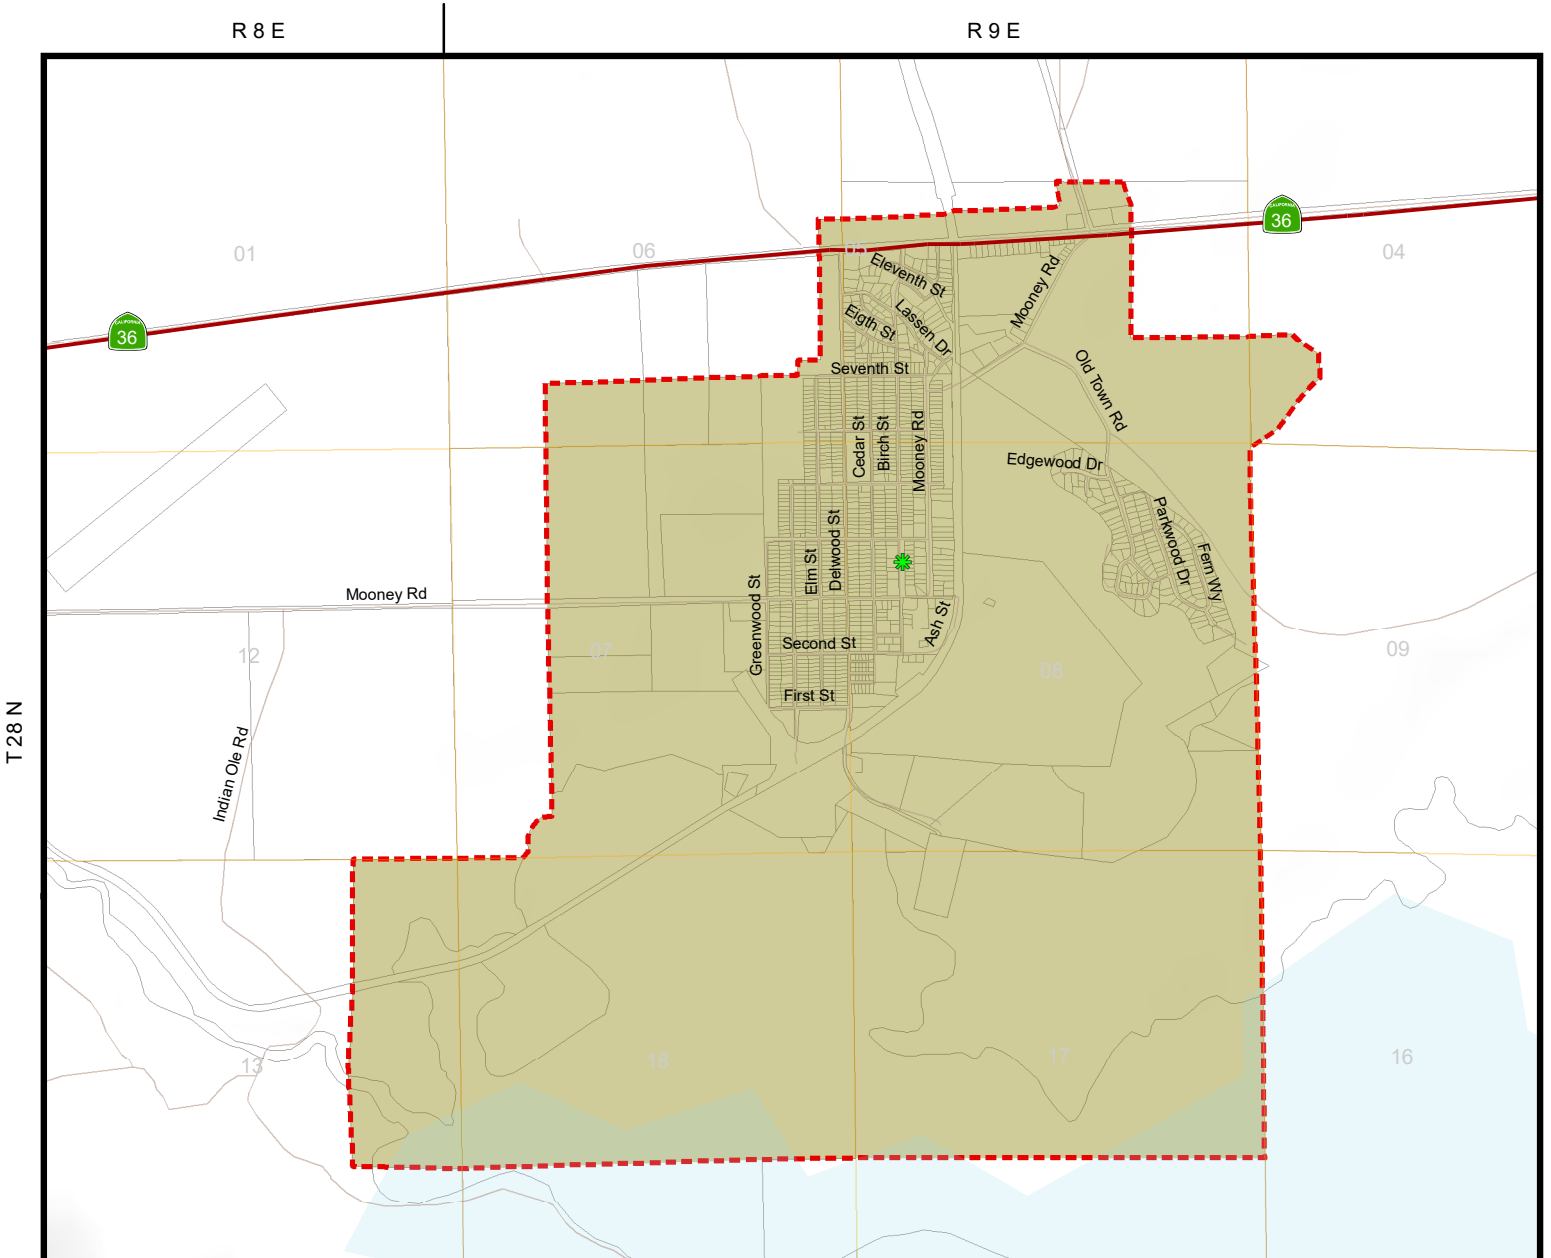 R 8 E
R 9 E
CALIFORNIA
36
01
06
05
04
Eleventh St
Mooney Rd
Lassen Dr
Eigth St
CALIFORNIA
36
Seventh St
Old Town Rd
Cedar St
Birch St
Mooney Rd
Edgewood Dr
Parkwood Dr
Fern Wy
Delwood St
Elm St
Greenwood St
Mooney Rd
Ash St
Second St
12
07
08
09
First St
T 28 N
Indian Ole Rd
13
18
17
16